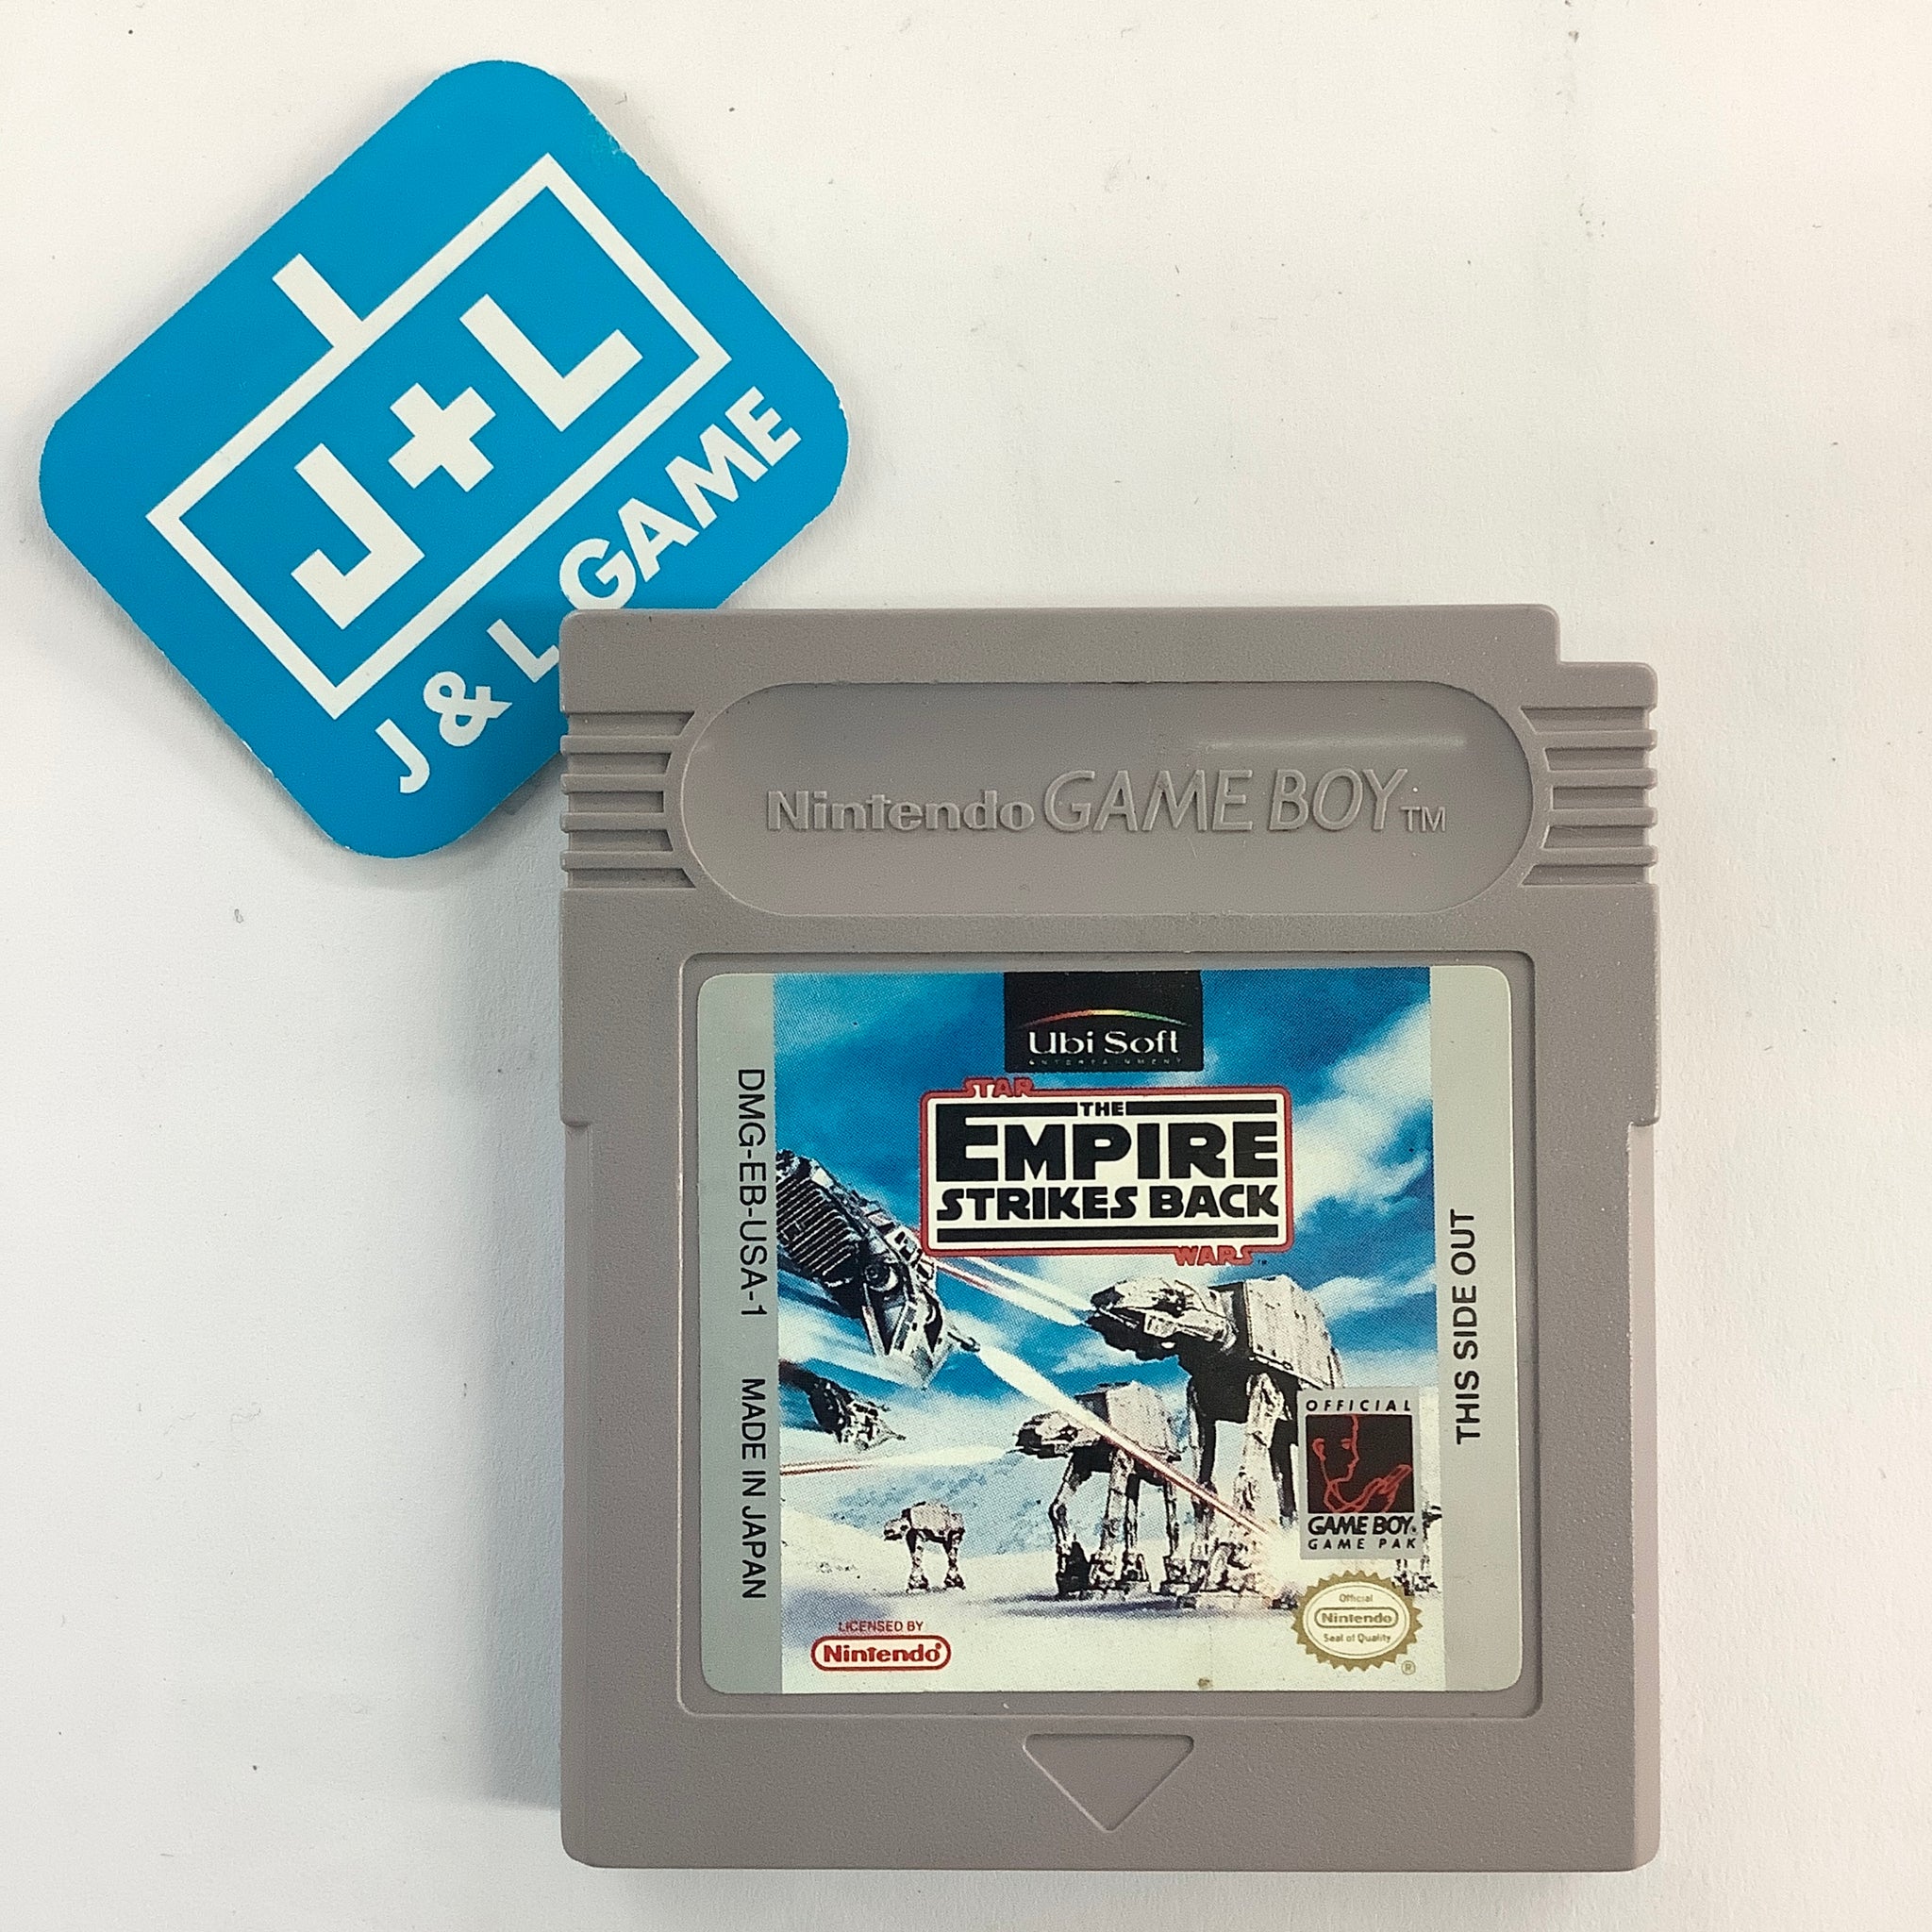 J+L
J & L GAME
Nintendo GAME BOY TM
Ubi Soft
ENTERTAINMENT
STAR
THE
EMPIRE
STRIKES BACK
WARS
DMG-EB-USA-1 MADE IN JAPAN
THIS SIDE OUT
OFFICIAL
GAME BOY
GAME PAK
LICENSED BY
Nintendo®
Official
Nintendo
Seal of Quality
®